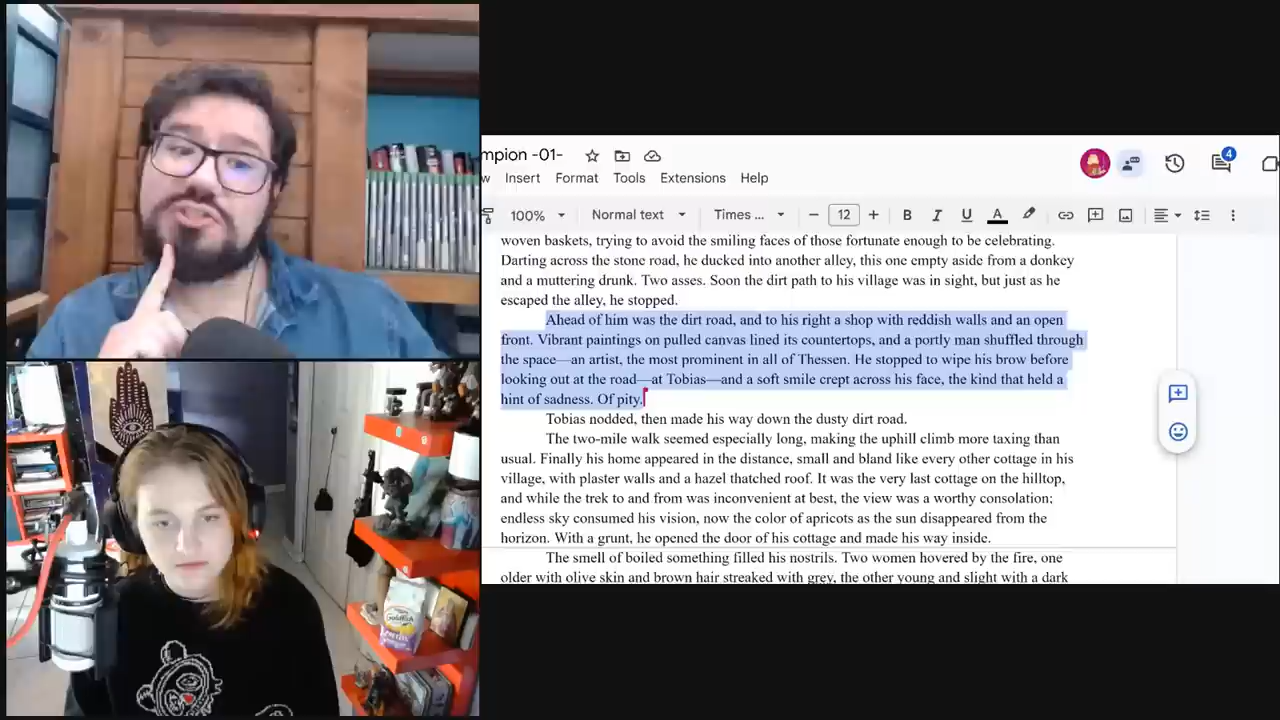 mpion -01-
w Insert Format Tools Extensions Help
4
100% Normal text Times ... 12 B I U A
woven baskets, trying to avoid the smiling faces of those fortunate enough to be celebrating.
Darting across the stone road, he ducked into another alley, this one empty aside from a donkey
and a muttering drunk. Two asses. Soon the dirt path to his village was in sight, but just as he
escaped the alley, he stopped.
Ahead of him was the dirt road, and to his right a shop with reddish walls and an open
front. Vibrant paintings on pulled canvas lined its countertops, and a portly man shuffled through
the space—an artist, the most prominent in all of Thessen. He stopped to wipe his brow before
looking out at the road—at Tobias—and a soft smile crept across his face, the kind that held a
hint of sadness. Of pity.
Tobias nodded, then made his way down the dusty dirt road.
The two-mile walk seemed especially long, making the uphill climb more taxing than
usual. Finally his home appeared in the distance, small and bland like every other cottage in his
village, with plaster walls and a hazel thatched roof. It was the very last cottage on the hilltop,
and while the trek to and from was inconvenient at best, the view was a worthy consolation;
endless sky consumed his vision, now the color of apricots as the sun disappeared from the
horizon. With a grunt, he opened the door of his cottage and made his way inside.
The smell of boiled something filled his nostrils. Two women hovered by the fire, one
older with olive skin and brown hair streaked with grey, the other young and slight with a dark
Goldfish